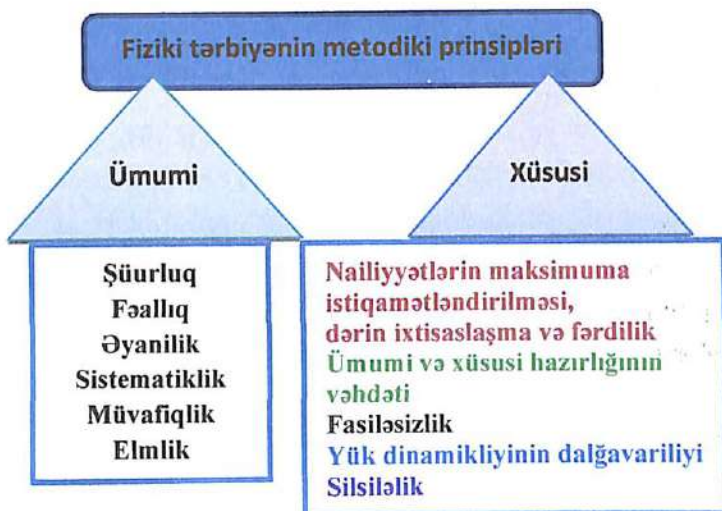 Fiziki tərbiyənin metodiki prinsipləri
Ümumi
Xüsusi
Şüurluq
Fəallıq
Əyanilik
Sistematiklik
Müvafiqlik
Elmlik
Nailiyyətlərin maksimuma
istiqamətləndirilməsi,
dərin ixtisaslaşma və fərdilik
Ümumi və xüsusi hazırlığının
vəhdəti
Fasiləsizlik
Yük dinamikliyinin dalğavariliyi
Silsiləlik